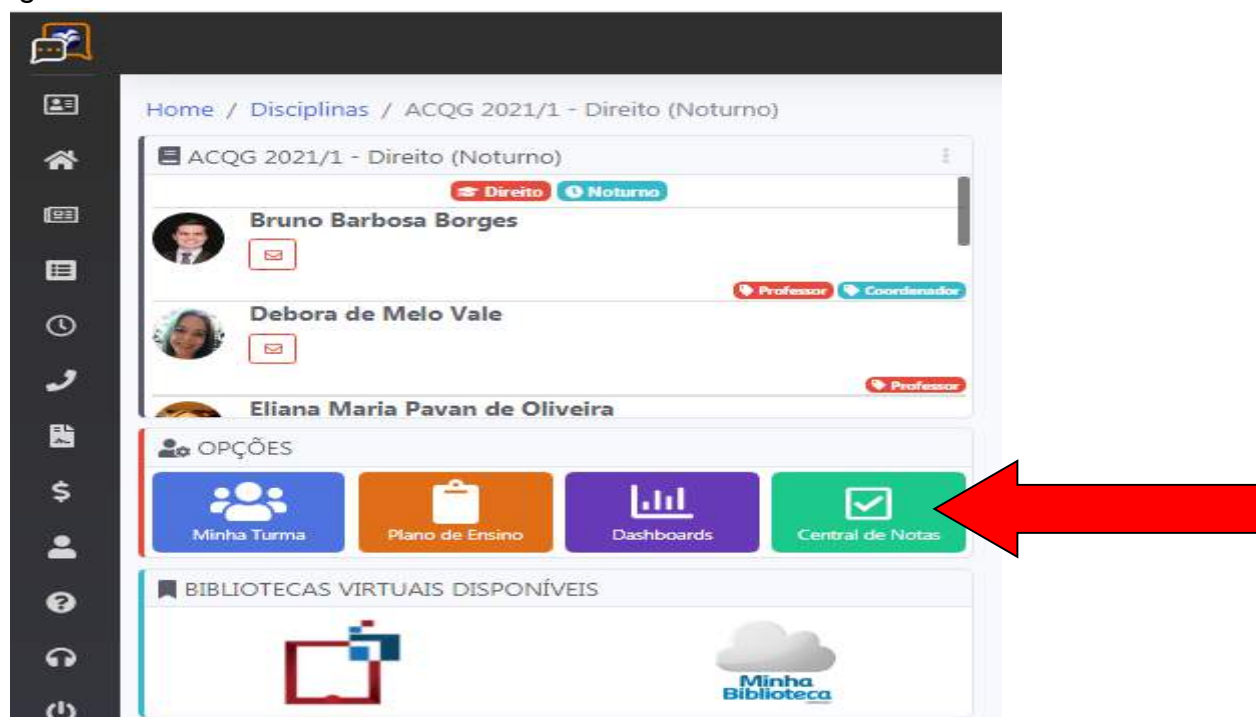 Home / Disciplinas / ACQG 2021/1 - Direito (Noturno)
ACQG 2021/1 - Direito (Noturno)
Direito Noturno
Bruno Barbosa Borges
Professor Coordenador
Debora de Melo Vale
Professor
Eliana Maria Pavan de Oliveira
OPÇÕES
Minha Turma Plano de Ensino Dashboards Central de Notas
BIBLIOTECAS VIRTUAIS DISPONÍVEIS
Minha
Biblioteca